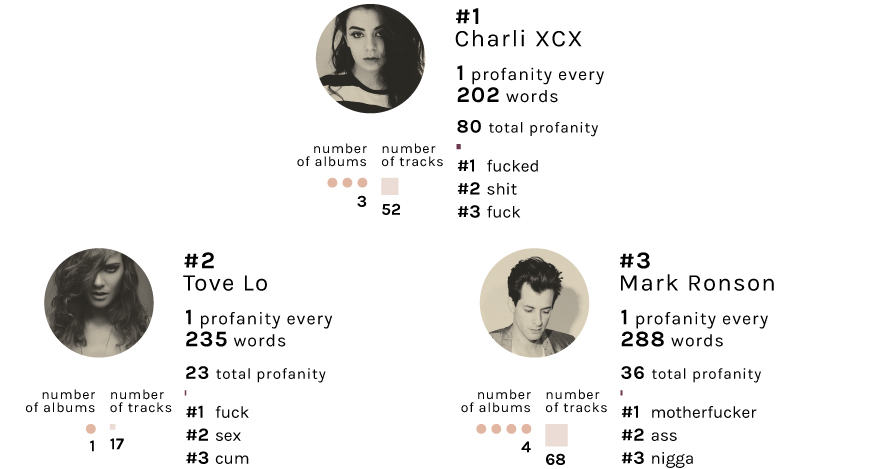 #1
Charli XCX
1 profanity every
202 words
80 total profanity
number of albums
3
number of tracks
52
#1 fucked
#2 shit
#3 fuck
#2
Tove Lo
1 profanity every
235 words
23 total profanity
number of albums
1
number of tracks
17
#1 fuck
#2 sex
#3 cum
#3
Mark Ronson
1 profanity every
288 words
36 total profanity
number of albums
4
number of tracks
68
#1 motherfucker
#2 ass
#3 nigga